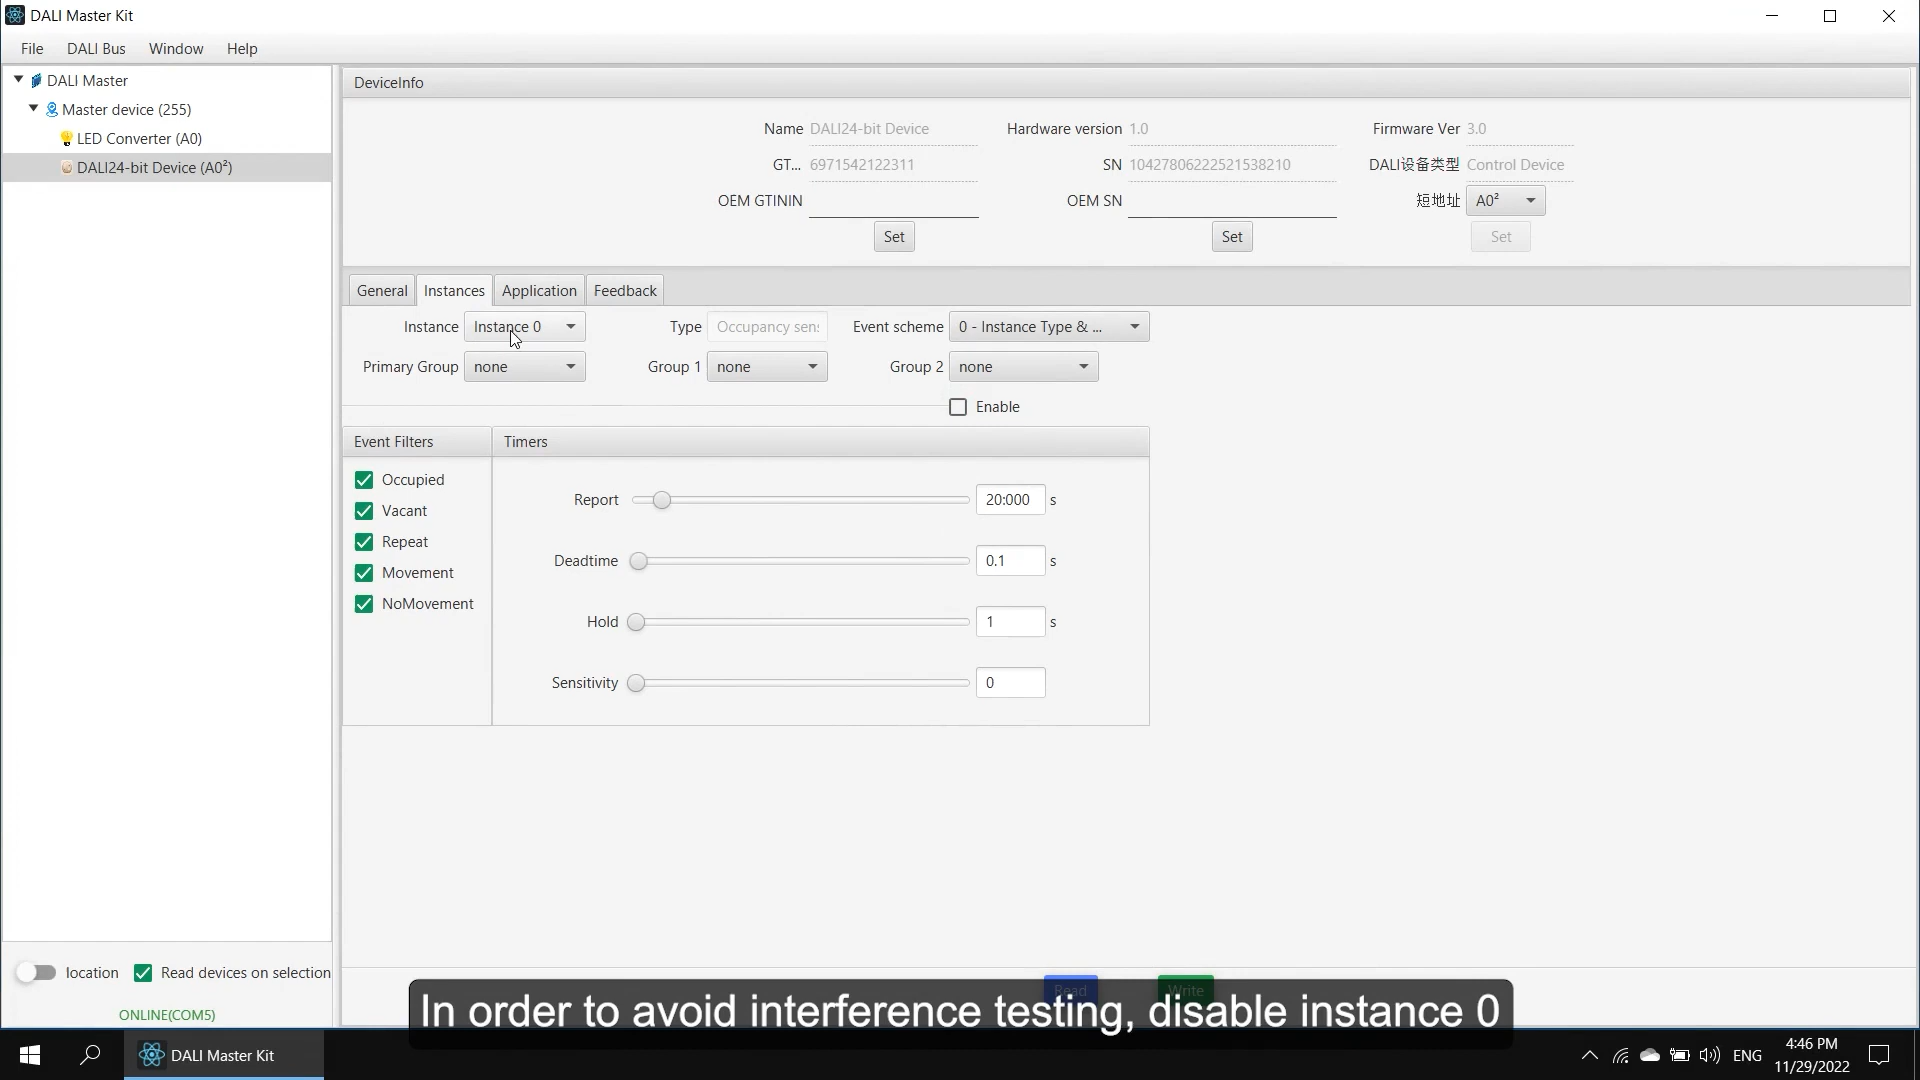 DALI Master Kit
File DALI Bus Window Help
DALI Master
Master device (255)
LED Converter (A0)
DALI24-bit Device (A0²)
DeviceInfo
Name DALI24-bit Device Hardware version 1.0 Firmware Ver 3.0
GT... 6971542122311 SN 10427806222521538210 DALI设备类型 Control Device
OEM GTININ OEM SN 短地址 A0²
Set Set Set
General Instances Application Feedback
Instance Instance 0 Type Occupancy sens Event scheme 0 - Instance Type & ...
Primary Group none Group 1 none Group 2 none
Enable
Event Filters Timers
Occupied
Vacant
Repeat
Movement
NoMovement
Report 20:000 s
Deadtime 0.1 s
Hold 1 s
Sensitivity 0
location Read devices on selection
Read Write
ONLINE(COM5)
In order to avoid interference testing, disable instance 0
DALI Master Kit
ENG
4:46 PM
11/29/2022